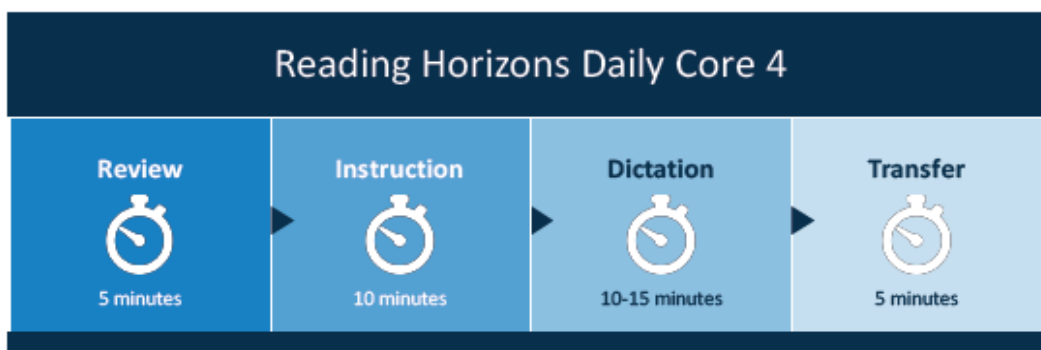 Reading Horizons Daily Core 4
Review
5 minutes
Instruction
10 minutes
Dictation
10-15 minutes
Transfer
5 minutes